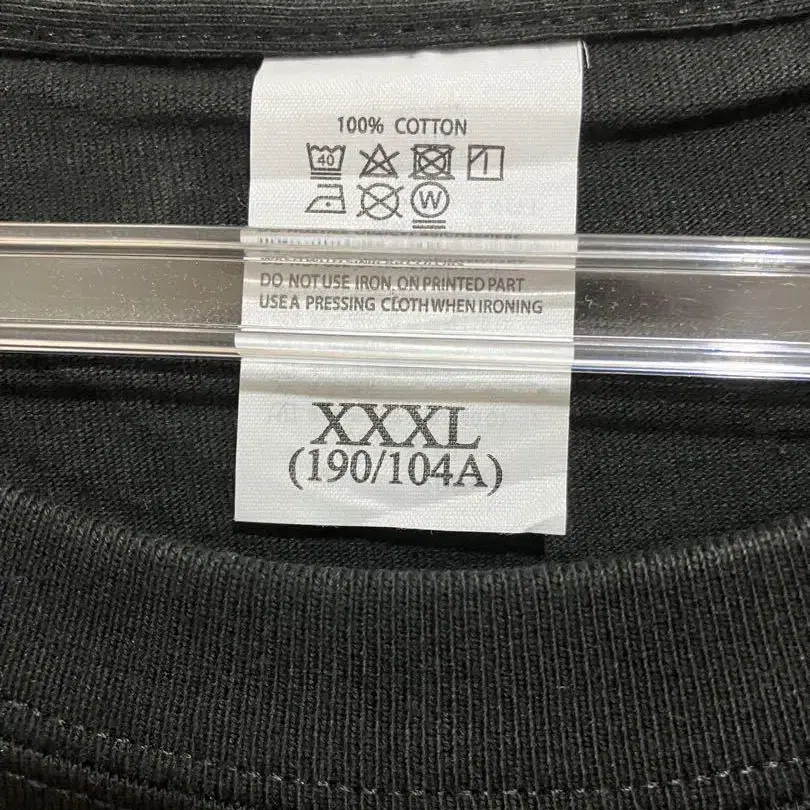 100% COTTON
40
W
DO NOT USE IRON, ON PRINTED PART
USE A PRESSING CLOTH WHEN IRONING
XXXL
(190/104A)